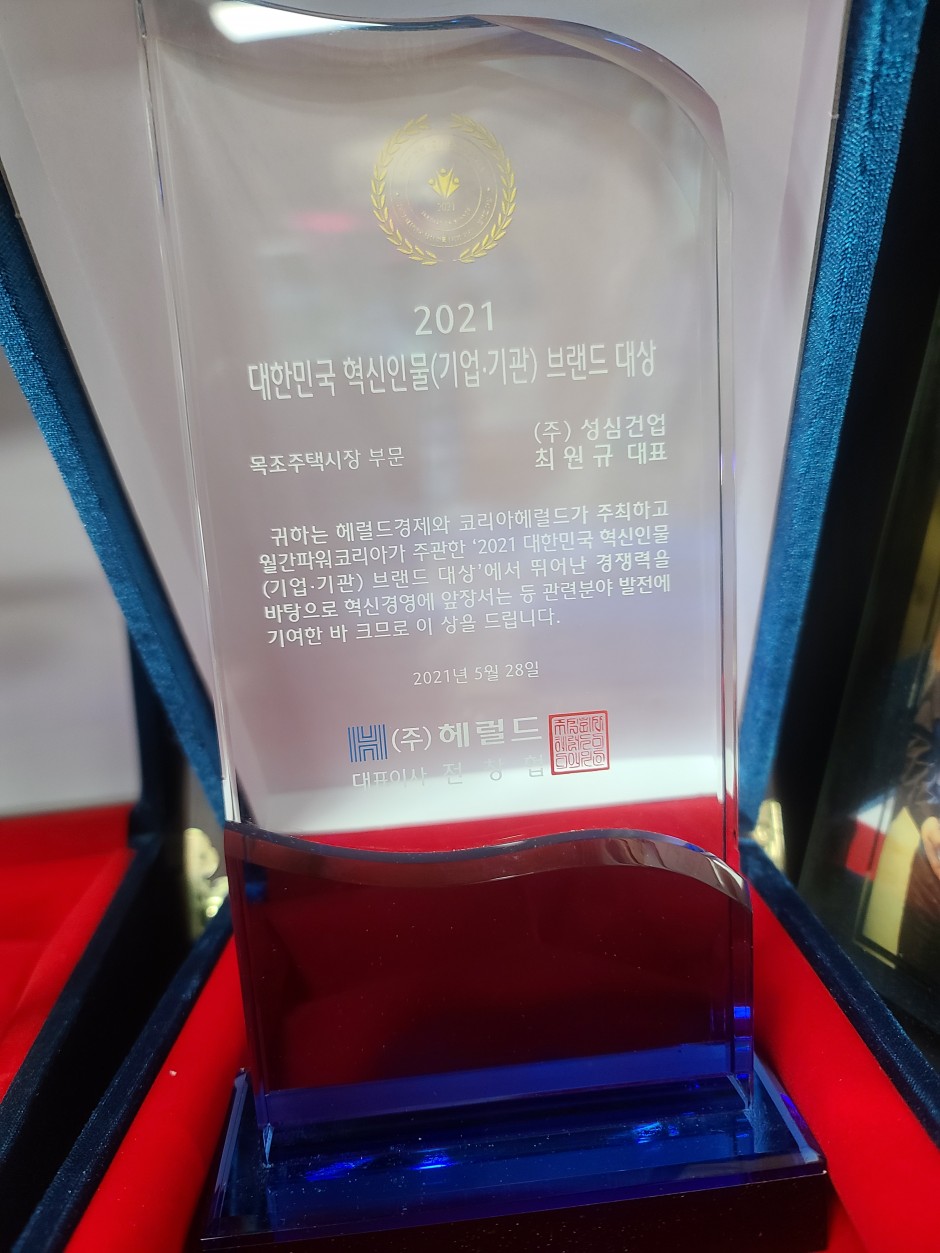 2021
대한민국 혁신인물(기업·기관) 브랜드 대상
(주) 성심건업
목조주택시장 부문
최원규 대표
귀하는 헤럴드경제와 코리아헤럴드가 주최하고
월간파워코리아가 주관한 '2021 대한민국 혁신인물
(기업·기관) 브랜드 대상'에서 뛰어난 경쟁력을
바탕으로 혁신경영에 앞장서는 등 관련분야 발전에
기여한 바 크므로 이 상을 드립니다.
2021년 5월 28일
(주) 헤럴드
대표이사 전 창 협